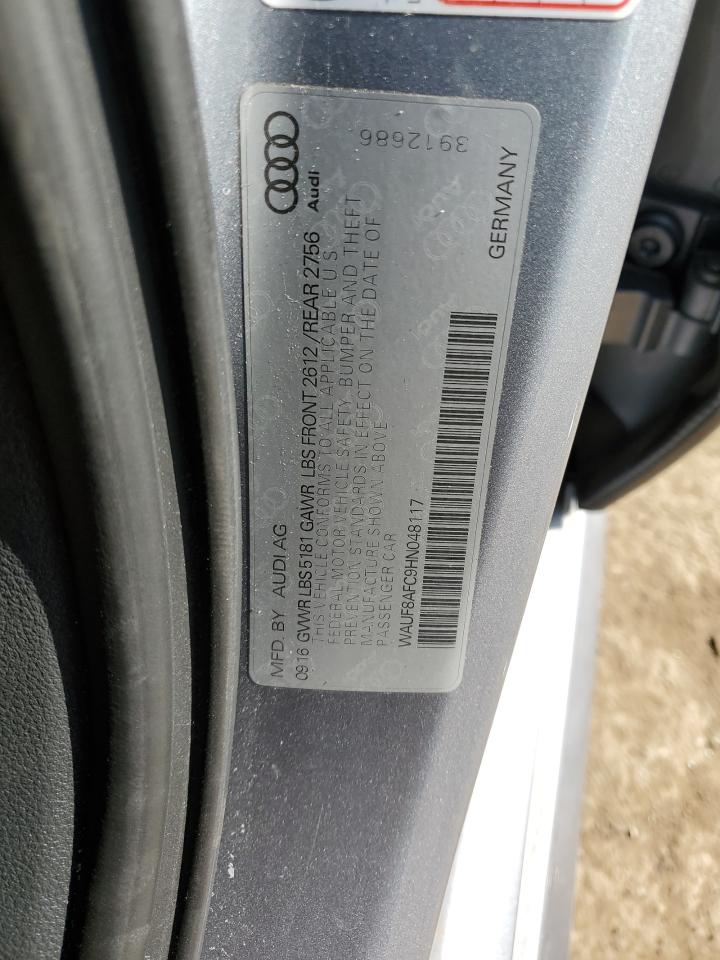 Audi
3912686
MFD. BY AUDI AG
0916 GVWR LBS 5181 GAWR LBS FRONT 2612 / REAR 2756
THIS VEHICLE CONFORMS TO ALL APPLICABLE U.S.
FEDERAL MOTOR VEHICLE SAFETY, BUMPER AND THEFT
PREVENTION STANDARDS IN EFFECT ON THE DATE OF
MANUFACTURE SHOWN ABOVE
PASSENGER CAR
WAUF8AFC9HN048117
GERMANY